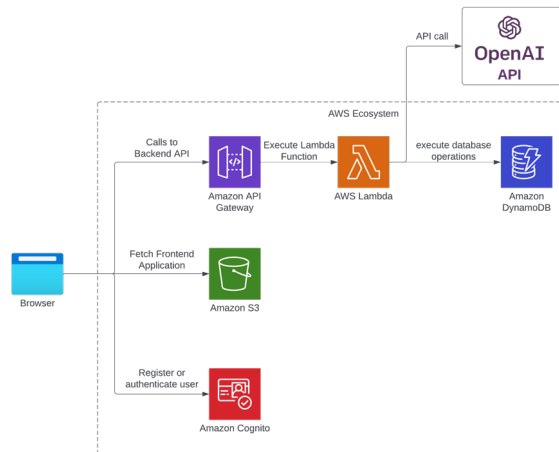 API call
OpenAI
API
AWS Ecosystem
Calls to
Backend API
Execute Lambda
Function
execute database
operations
Amazon API
Gateway
AWS Lambda
Amazon
DynamoDB
Fetch Frontend
Application
Browser
Amazon S3
Register or
authenticate user
Amazon Cognito